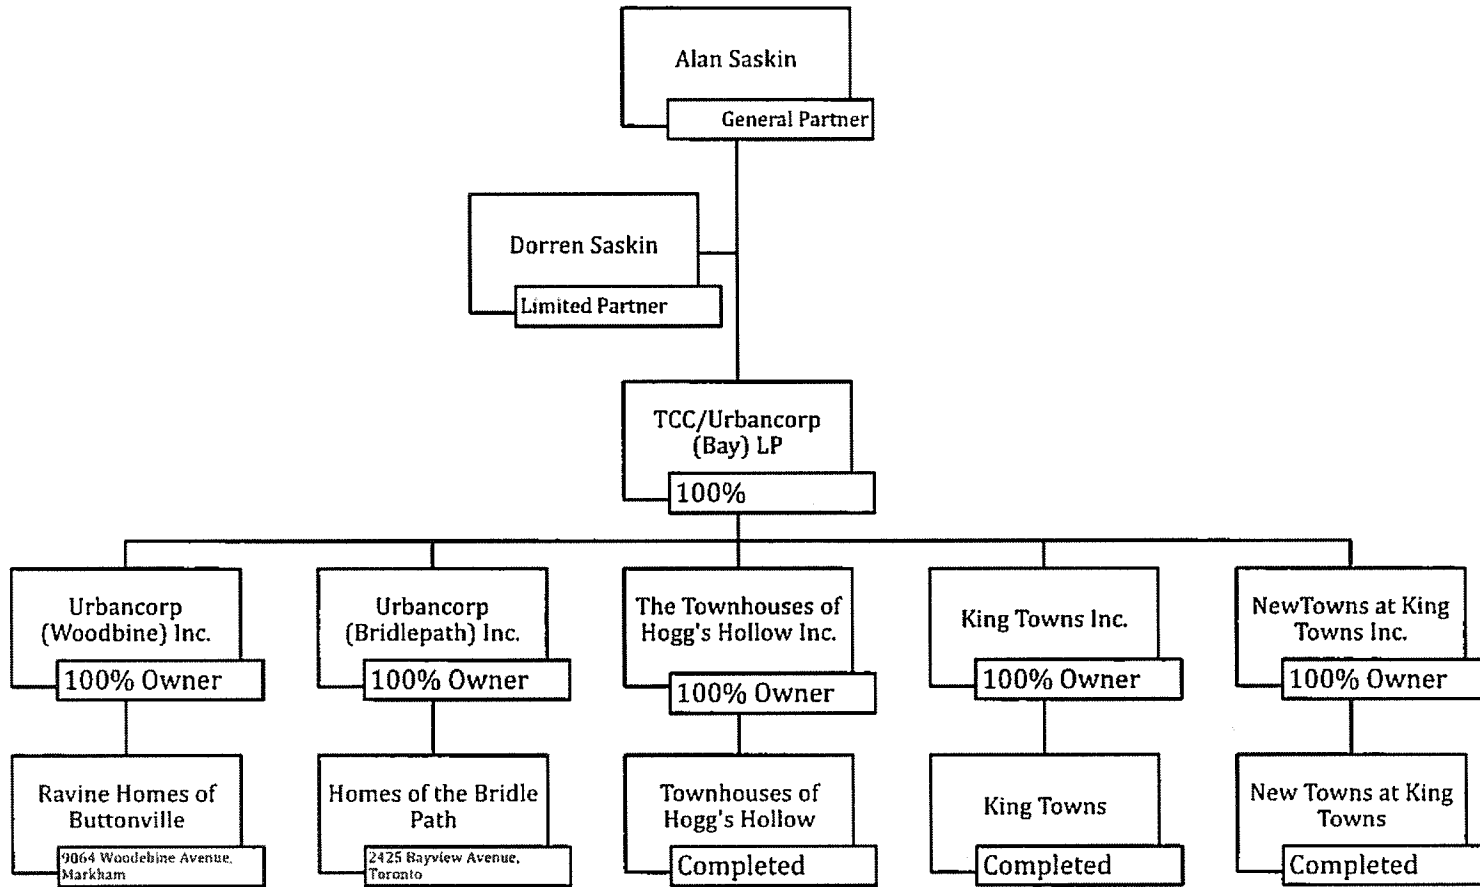 Alan Saskin
General Partner
Dorren Saskin
Limited Partner
TCC/Urbancorp
(Bay) LP
100%
Urbancorp
(Woodbine) Inc.
100% Owner
Urbancorp
(Bridlepath) Inc.
100% Owner
The Townhouses of
Hogg's Hollow Inc.
100% Owner
King Towns Inc.
100% Owner
NewTowns at King
Towns Inc.
100% Owner
Ravine Homes of
Buttonville
9064 Woodebine Avenue,
Markham
Homes of the Bridle
Path
2425 Bayview Avenue,
Toronto
Townhouses of
Hogg's Hollow
Completed
King Towns
Completed
New Towns at King
Towns
Completed